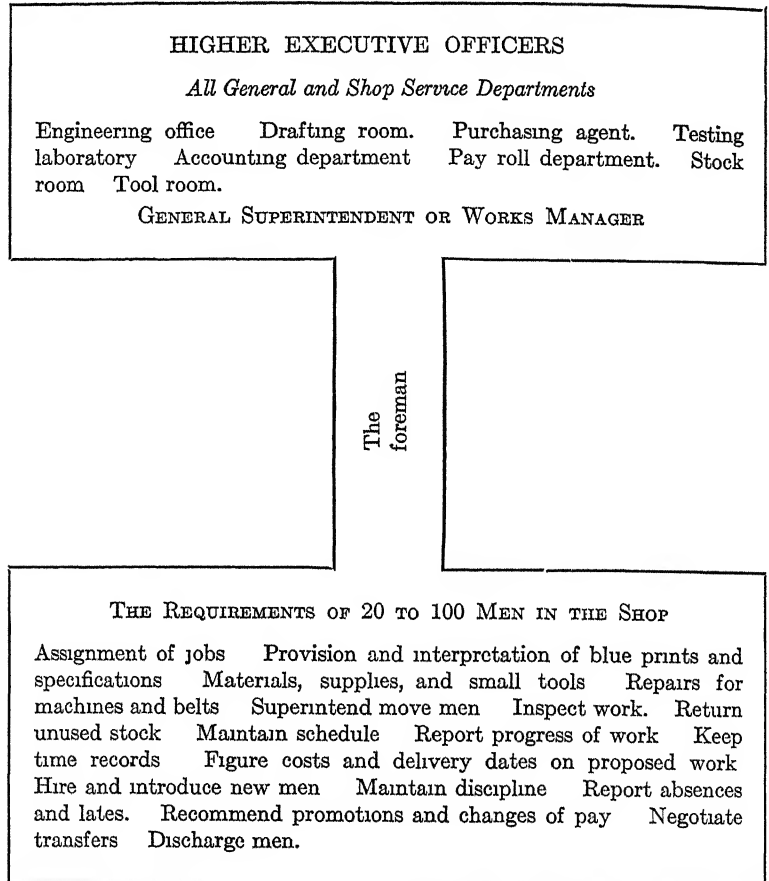 HIGHER EXECUTIVE OFFICERS
All General and Shop Service Departments
Engineering office Drafting room. Purchasing agent. Testing
laboratory Accounting department Pay roll department. Stock
room Tool room.
GENERAL SUPERINTENDENT OR WORKS MANAGER
The
foreman
THE REQUIREMENTS OF 20 TO 100 MEN IN THE SHOP
Assignment of jobs Provision and interpretation of blue prints and
specifications Materials, supplies, and small tools Repairs for
machines and belts Superintend move men Inspect work. Return
unused stock Maintain schedule Report progress of work Keep
time records Figure costs and delivery dates on proposed work
Hire and introduce new men Maintain discipline Report absences
and lates. Recommend promotions and changes of pay Negotiate
transfers Discharge men.